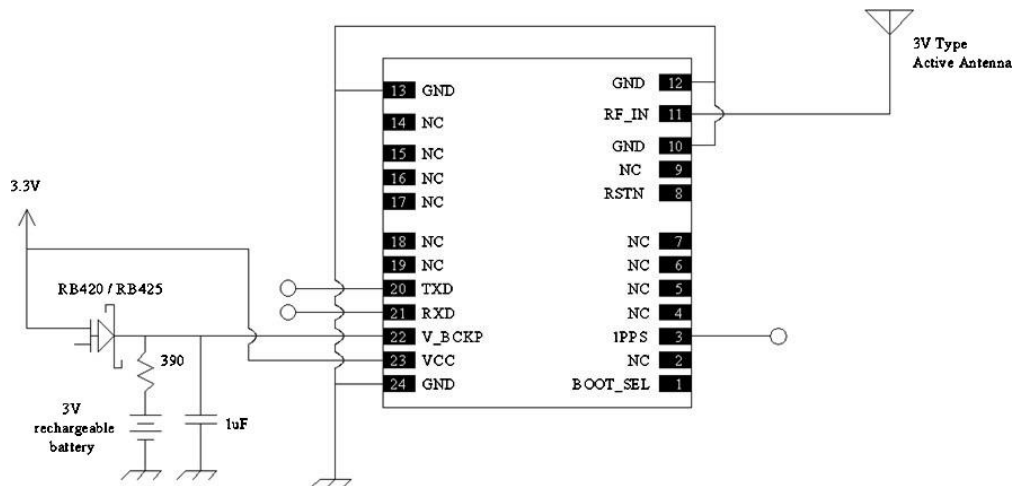 3V Type
Active Antenna
13 GND
14 NC
15 NC
16 NC
17 NC
18 NC
19 NC
20 TXD
21 RXD
22 V_BCKP
23 VCC
24 GND
GND 12
RF_IN 11
GND 10
NC 9
RSTN 8
NC 7
NC 6
NC 5
NC 4
1PPS 3
NC 2
BOOT_SEL 1
3.3V
RB420 / RB425
390
3V
rechargeable
battery
1uF